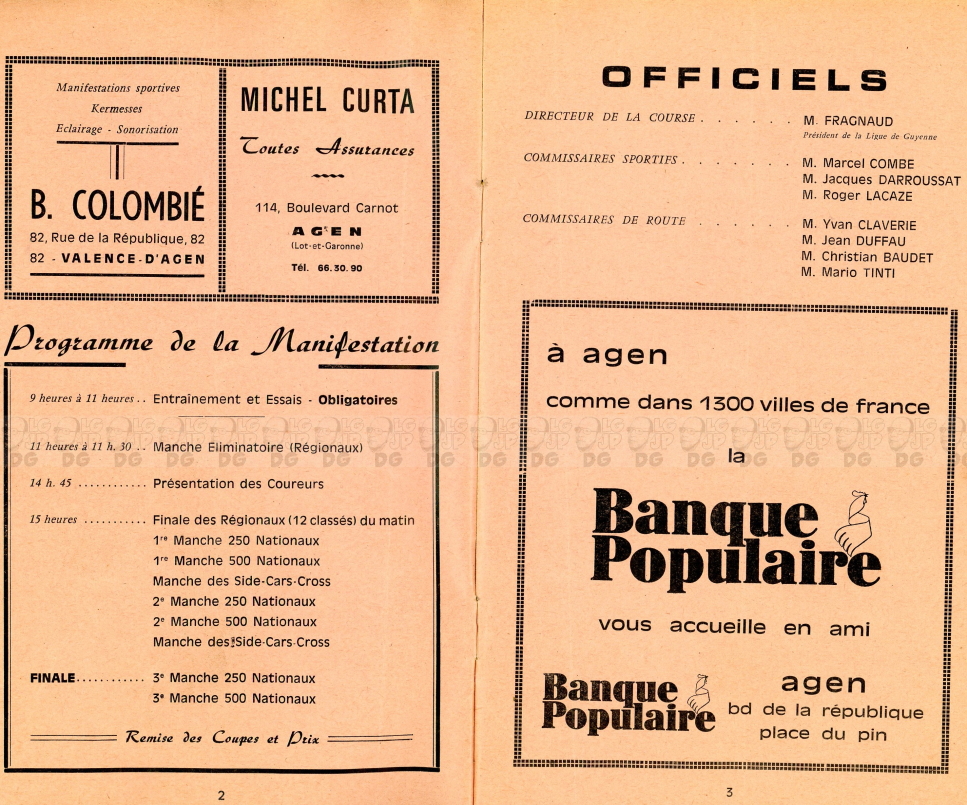 Manifestations sportives
Kermesses
Eclairage - Sonorisation
B. COLOMBIÉ
82, Rue de la République, 82
82 - VALENCE-D'AGEN
MICHEL CURTA
Toutes Assurances
114, Boulevard Carnot
AGEN
(Lot-et-Garonne)
Tél. 66.30.90
Programme de la Manifestation
9 heures à 11 heures .. Entraînement et Essais - Obligatoires
11 heures à 11 h. 30 .. Manche Eliminatoire (Régionaux)
14 h. 45 ............ Présentation des Coureurs
15 heures ........... Finale des Régionaux (12 classés) du matin
1re Manche 250 Nationaux
1re Manche 500 Nationaux
Manche des Side-Cars-Cross
2e Manche 250 Nationaux
2e Manche 500 Nationaux
Manche des Side-Cars-Cross
FINALE............ 3e Manche 250 Nationaux
3e Manche 500 Nationaux
Remise des Coupes et Prix
2
OFFICIELS
DIRECTEUR DE LA COURSE . . . . . . M. FRAGNAUD
Président de la Ligue de Guyenne
COMMISSAIRES SPORTIFS . . . . . . . M. Marcel COMBE
M. Jacques DARROUSSAT
M. Roger LACAZE
COMMISSAIRES DE ROUTE . . . . . . M. Yvan CLAVERIE
M. Jean DUFFAU
M. Christian BAUDET
M. Mario TINTI
à agen
comme dans 1300 villes de france
la
Banque
Populaire
vous accueille en ami
Banque
Populaire
agen
bd de la république
place du pin
3